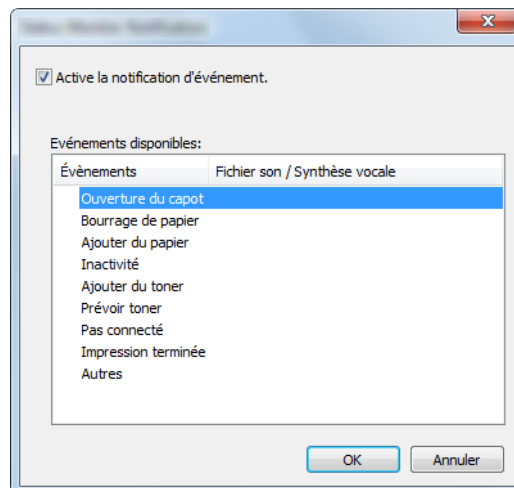 Active la notification d'événement.
Evénements disponibles:
Évènements Fichier son / Synthèse vocale
Ouverture du capot
Bourrage de papier
Ajouter du papier
Inactivité
Ajouter du toner
Prévoir toner
Pas connecté
Impression terminée
Autres
OK Annuler